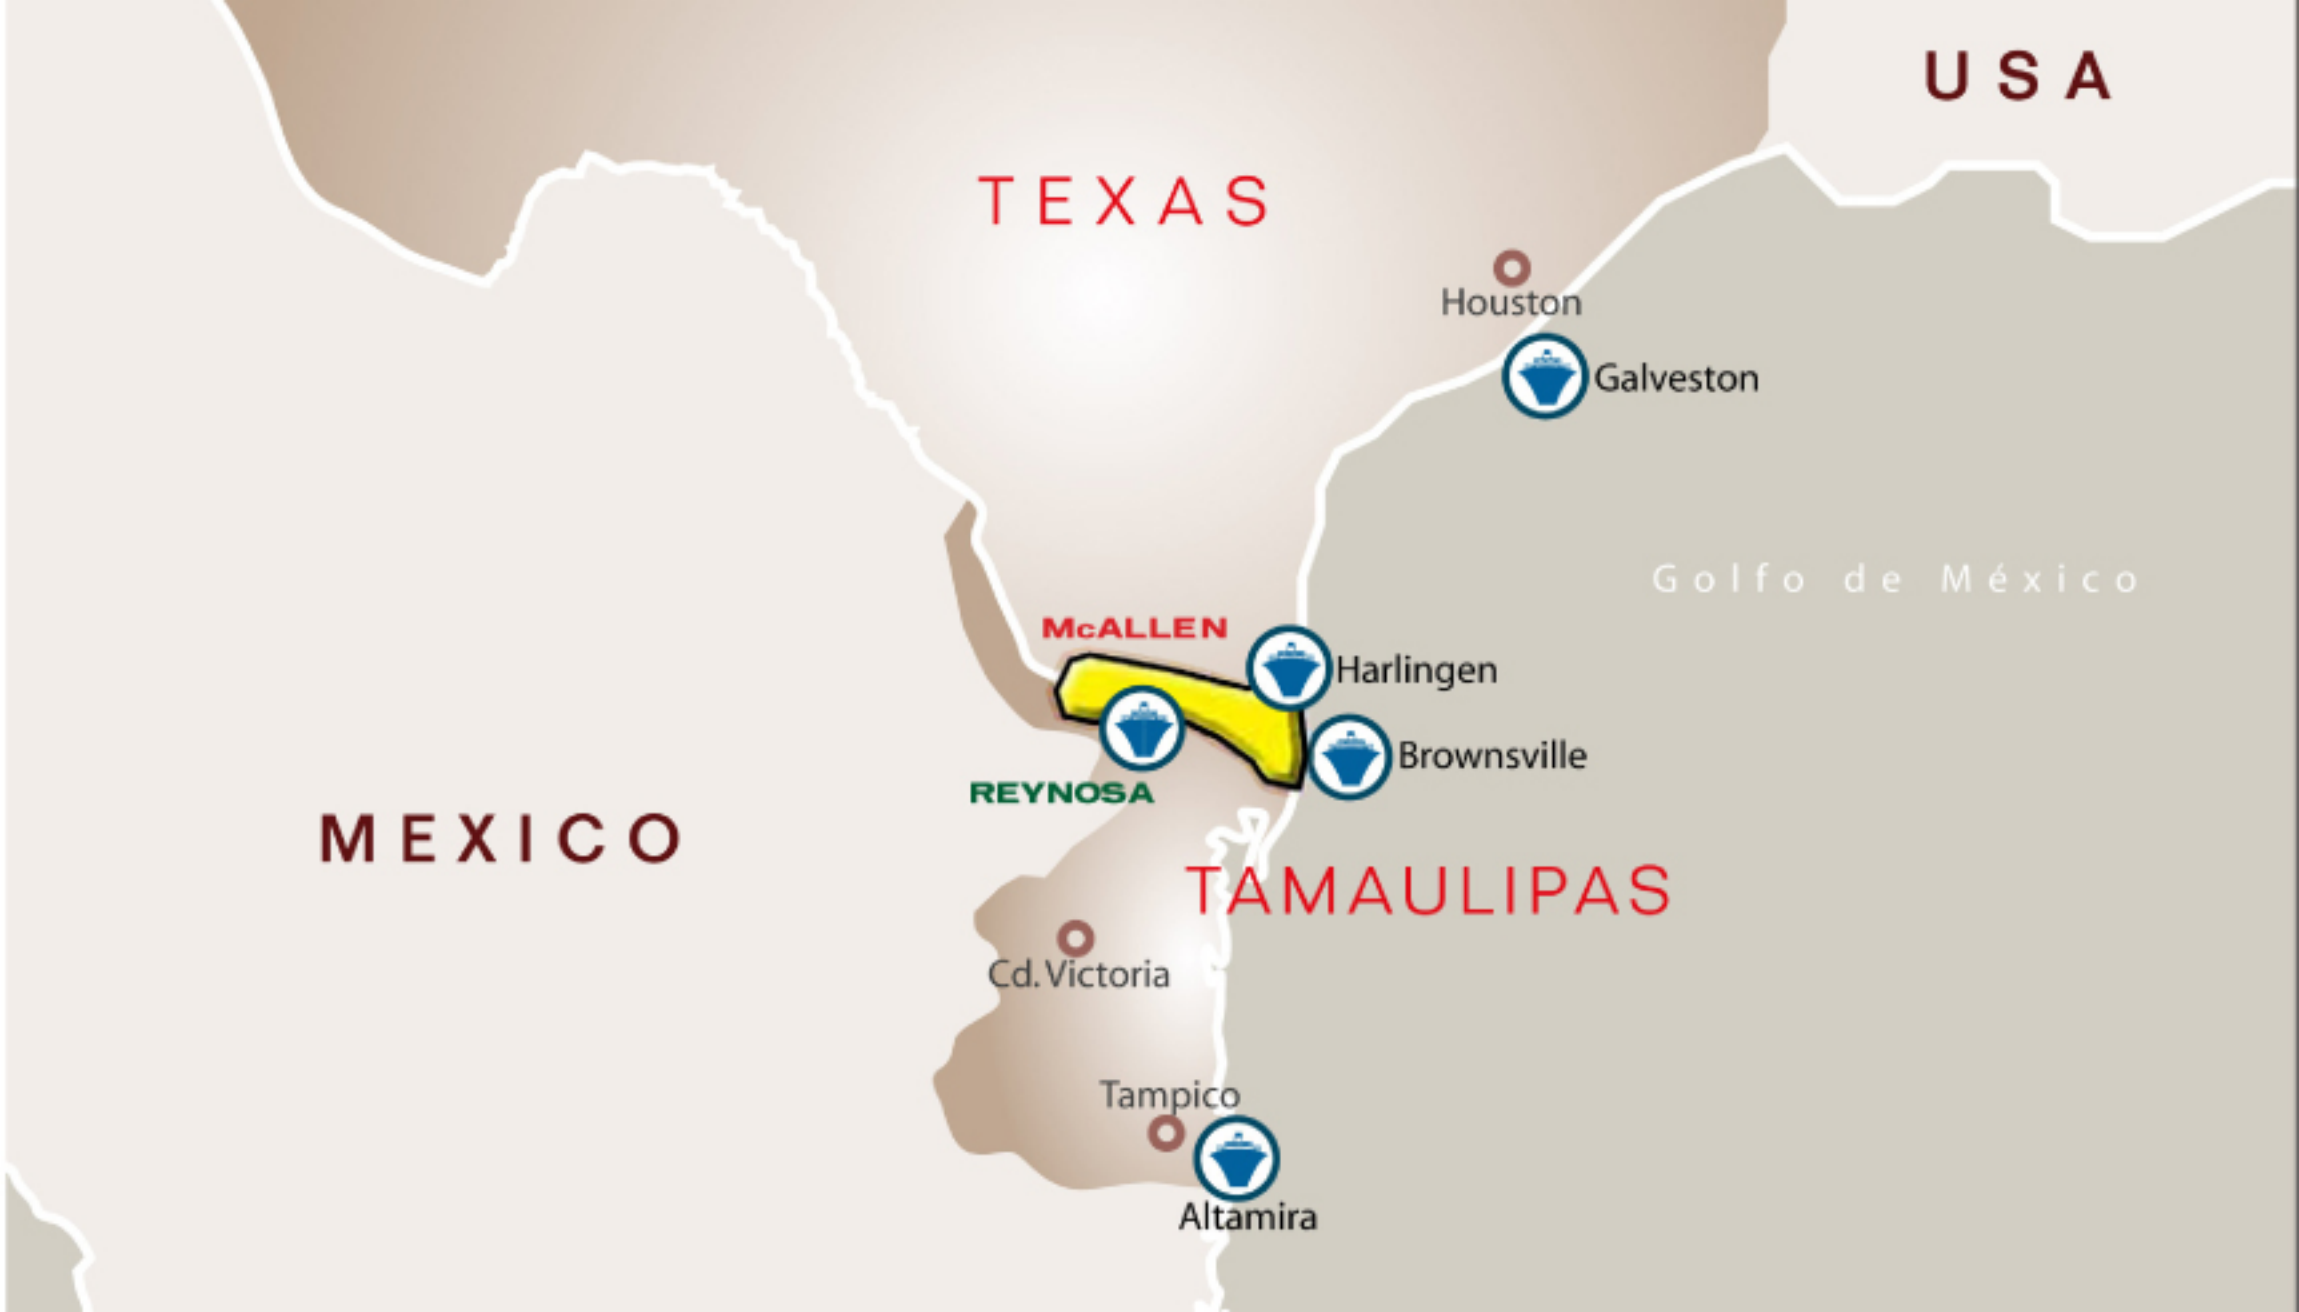 USA
TEXAS
Houston
Galveston
Golfo de México
McALLEN
Harlingen
Brownsville
REYNOSA
MEXICO
TAMAULIPAS
Cd. Victoria
Tampico
Altamira